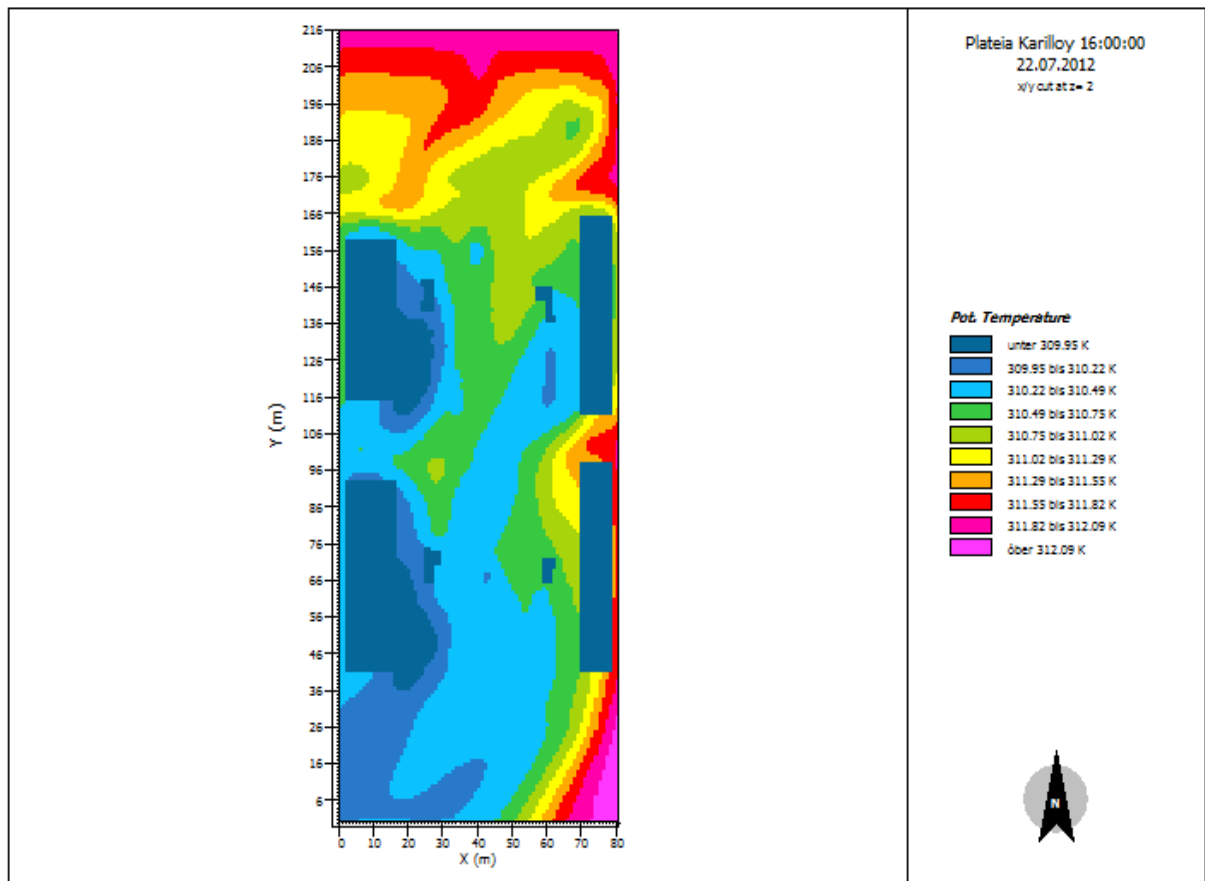 Plateia Karilloy 16:00:00
22.07.2012
x/y cut at z= 2
216
206
196
186
176
166
156
146
136
126
116
106
96
86
76
66
56
46
36
26
16
6
Y (m)
0 10 20 30 40 50 60 70 80
X (m)
Pot. Temperature
unter 309.95 K
309.95 bis 310.22 K
310.22 bis 310.49 K
310.49 bis 310.75 K
310.75 bis 311.02 K
311.02 bis 311.29 K
311.29 bis 311.55 K
311.55 bis 311.82 K
311.82 bis 312.09 K
öber 312.09 K
N